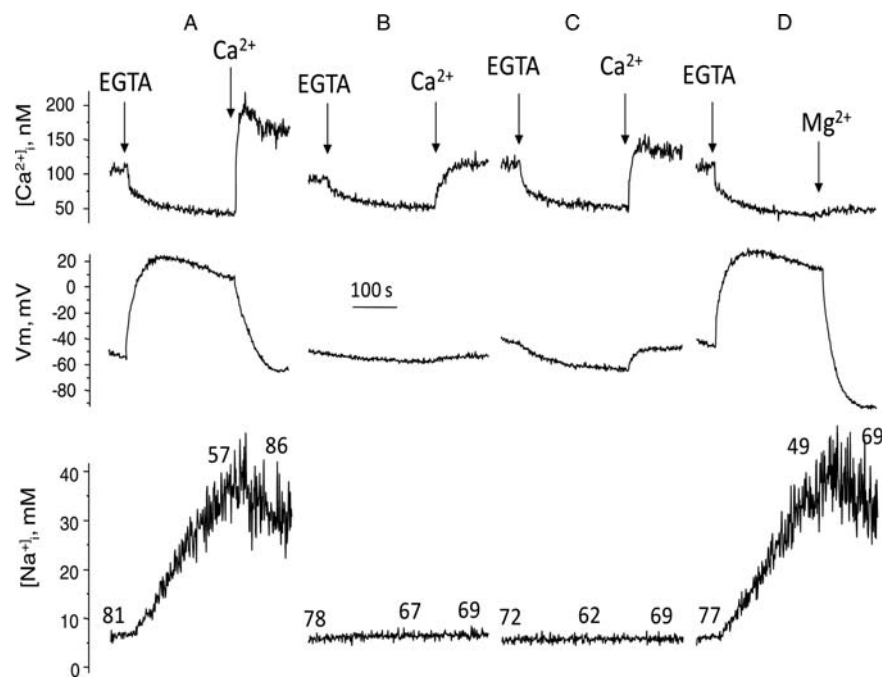 A B C D
EGTA Ca²⁺ EGTA Ca²⁺ EGTA Ca²⁺ EGTA Mg²⁺
[Ca²⁺]ᵢ, nM
200
150
100
50
Vm, mV
20
0
-20
-40
-60
-80
100 s
[Na⁺]ᵢ, mM
40
30
20
10
0
81 57 86
78 67 69
72 62 69
77 49 69